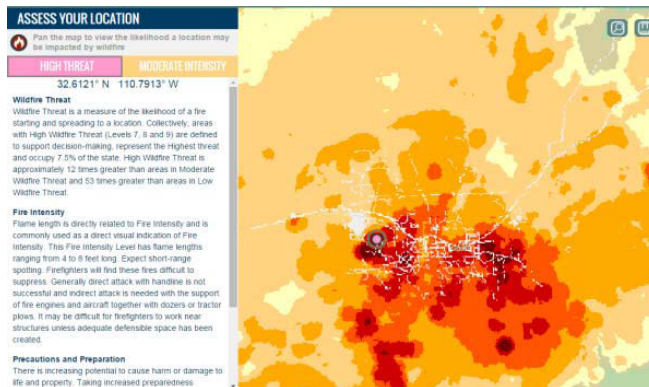 ASSESS YOUR LOCATION
Pan the map to view the likelihood a location may
be impacted by wildfire
HIGH THREAT
MODERATE INTENSITY
32.6121° N 110.7913° W
Wildfire Threat
Wildfire Threat is a measure of the likelihood of a fire
starting and spreading to a location. Collectively, areas
with High Wildfire Threat (Levels 7, 8 and 9) are defined
to support decision-making, represent the Highest threat
and occupy 7.5% of the state. High Wildfire Threat is
approximately 12 times greater than areas in Moderate
Wildfire Threat and 53 times greater than areas in Low
Wildfire Threat.
Fire Intensity
Flame length is directly related to Fire Intensity and is
commonly used as a direct visual indication of Fire
Intensity. This Fire Intensity Level has flame lengths
ranging from 4 to 8 feet long. Expect short-range
spotting. Firefighters will find these fires difficult to
suppress. Generally direct attack with handline is not
successful and indirect attack is needed with the support
of fire engines and aircraft together with dozers or tractor
plows. It may be difficult for firefighters to work near
structures unless adequate defensible space has been
created.
Precautions and Preparation
There is increasing potential to cause harm or damage to
life and property. Taking increased preparedness